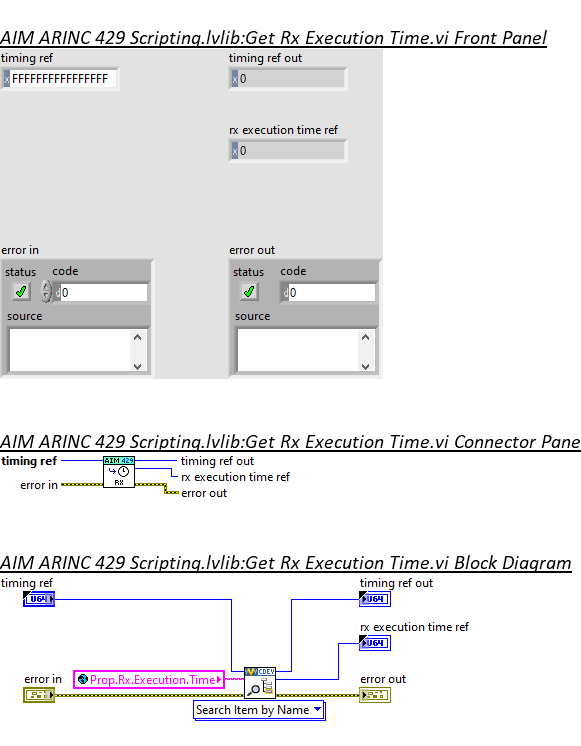 AIM ARINC 429 Scripting.lvlib:Get Rx Execution Time.vi Front Panel
timing ref
timing ref out
x FFFFFFFFFFFFFFFF
x 0
rx execution time ref
x 0
error in
error out
status code
status code
d 0
d 0
source
source
AIM ARINC 429 Scripting.lvlib:Get Rx Execution Time.vi Connector Pane
timing ref
AIM 429
RX
timing ref out
rx execution time ref
error in
error out
AIM ARINC 429 Scripting.lvlib:Get Rx Execution Time.vi Block Diagram
timing ref
timing ref out
U64
U64
rx execution time ref
U64
error in
Prop.Rx.Execution.Time
CDEV
error out
Search Item by Name